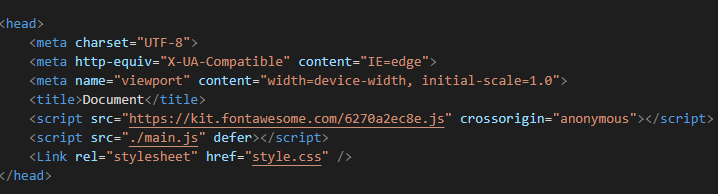 <head>
<meta charset="UTF-8">
<meta http-equiv="X-UA-Compatible" content="IE=edge">
<meta name="viewport" content="width=device-width, initial-scale=1.0">
<title>Document</title>
<script src="https://kit.fontawesome.com/6270a2ec8e.js" crossorigin="anonymous"></script>
<script src="./main.js" defer></script>
<Link rel="stylesheet" href="style.css" />
</head>